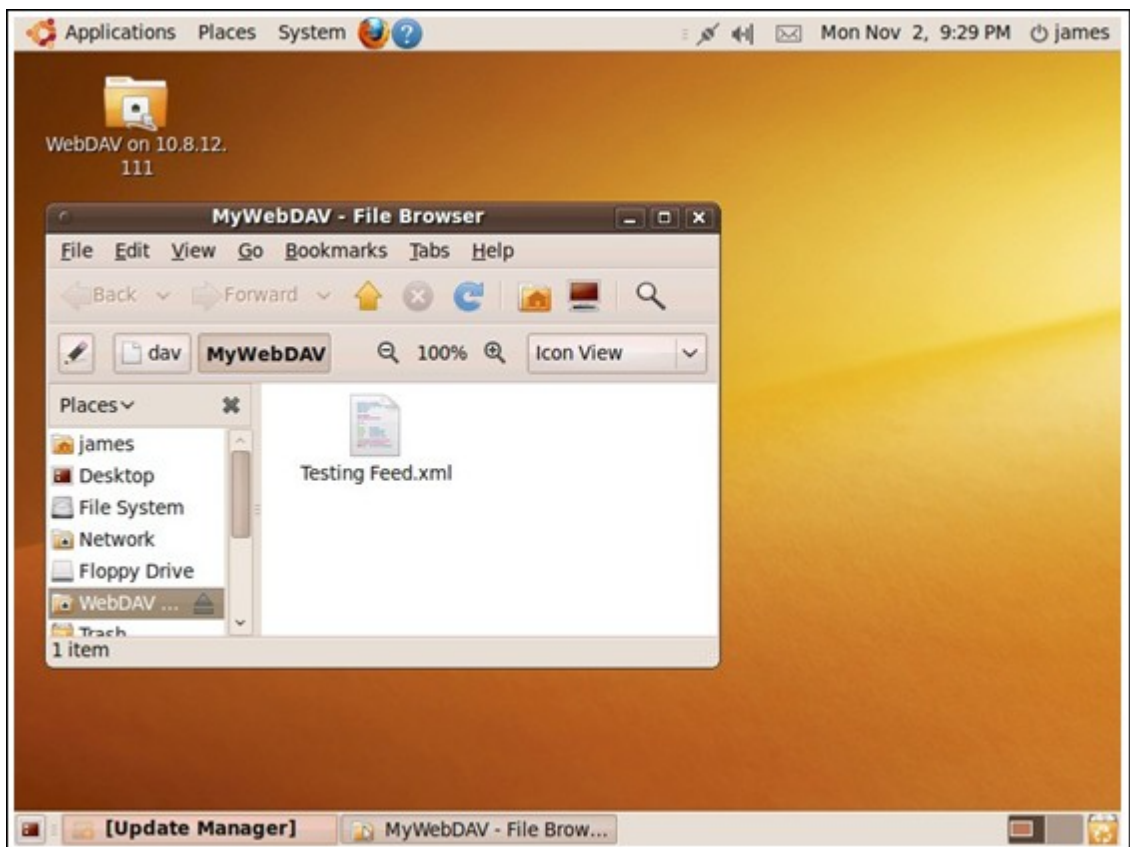 Applications Places System
Mon Nov 2, 9:29 PM james
WebDAV on 10.8.12.
111
MyWebDAV - File Browser
File Edit View Go Bookmarks Tabs Help
Back Forward
dav MyWebDAV 100% Icon View
Places
james
Desktop
File System
Network
Floppy Drive
WebDAV ...
Trash
Testing Feed.xml
1 item
[Update Manager] MyWebDAV - File Brow...